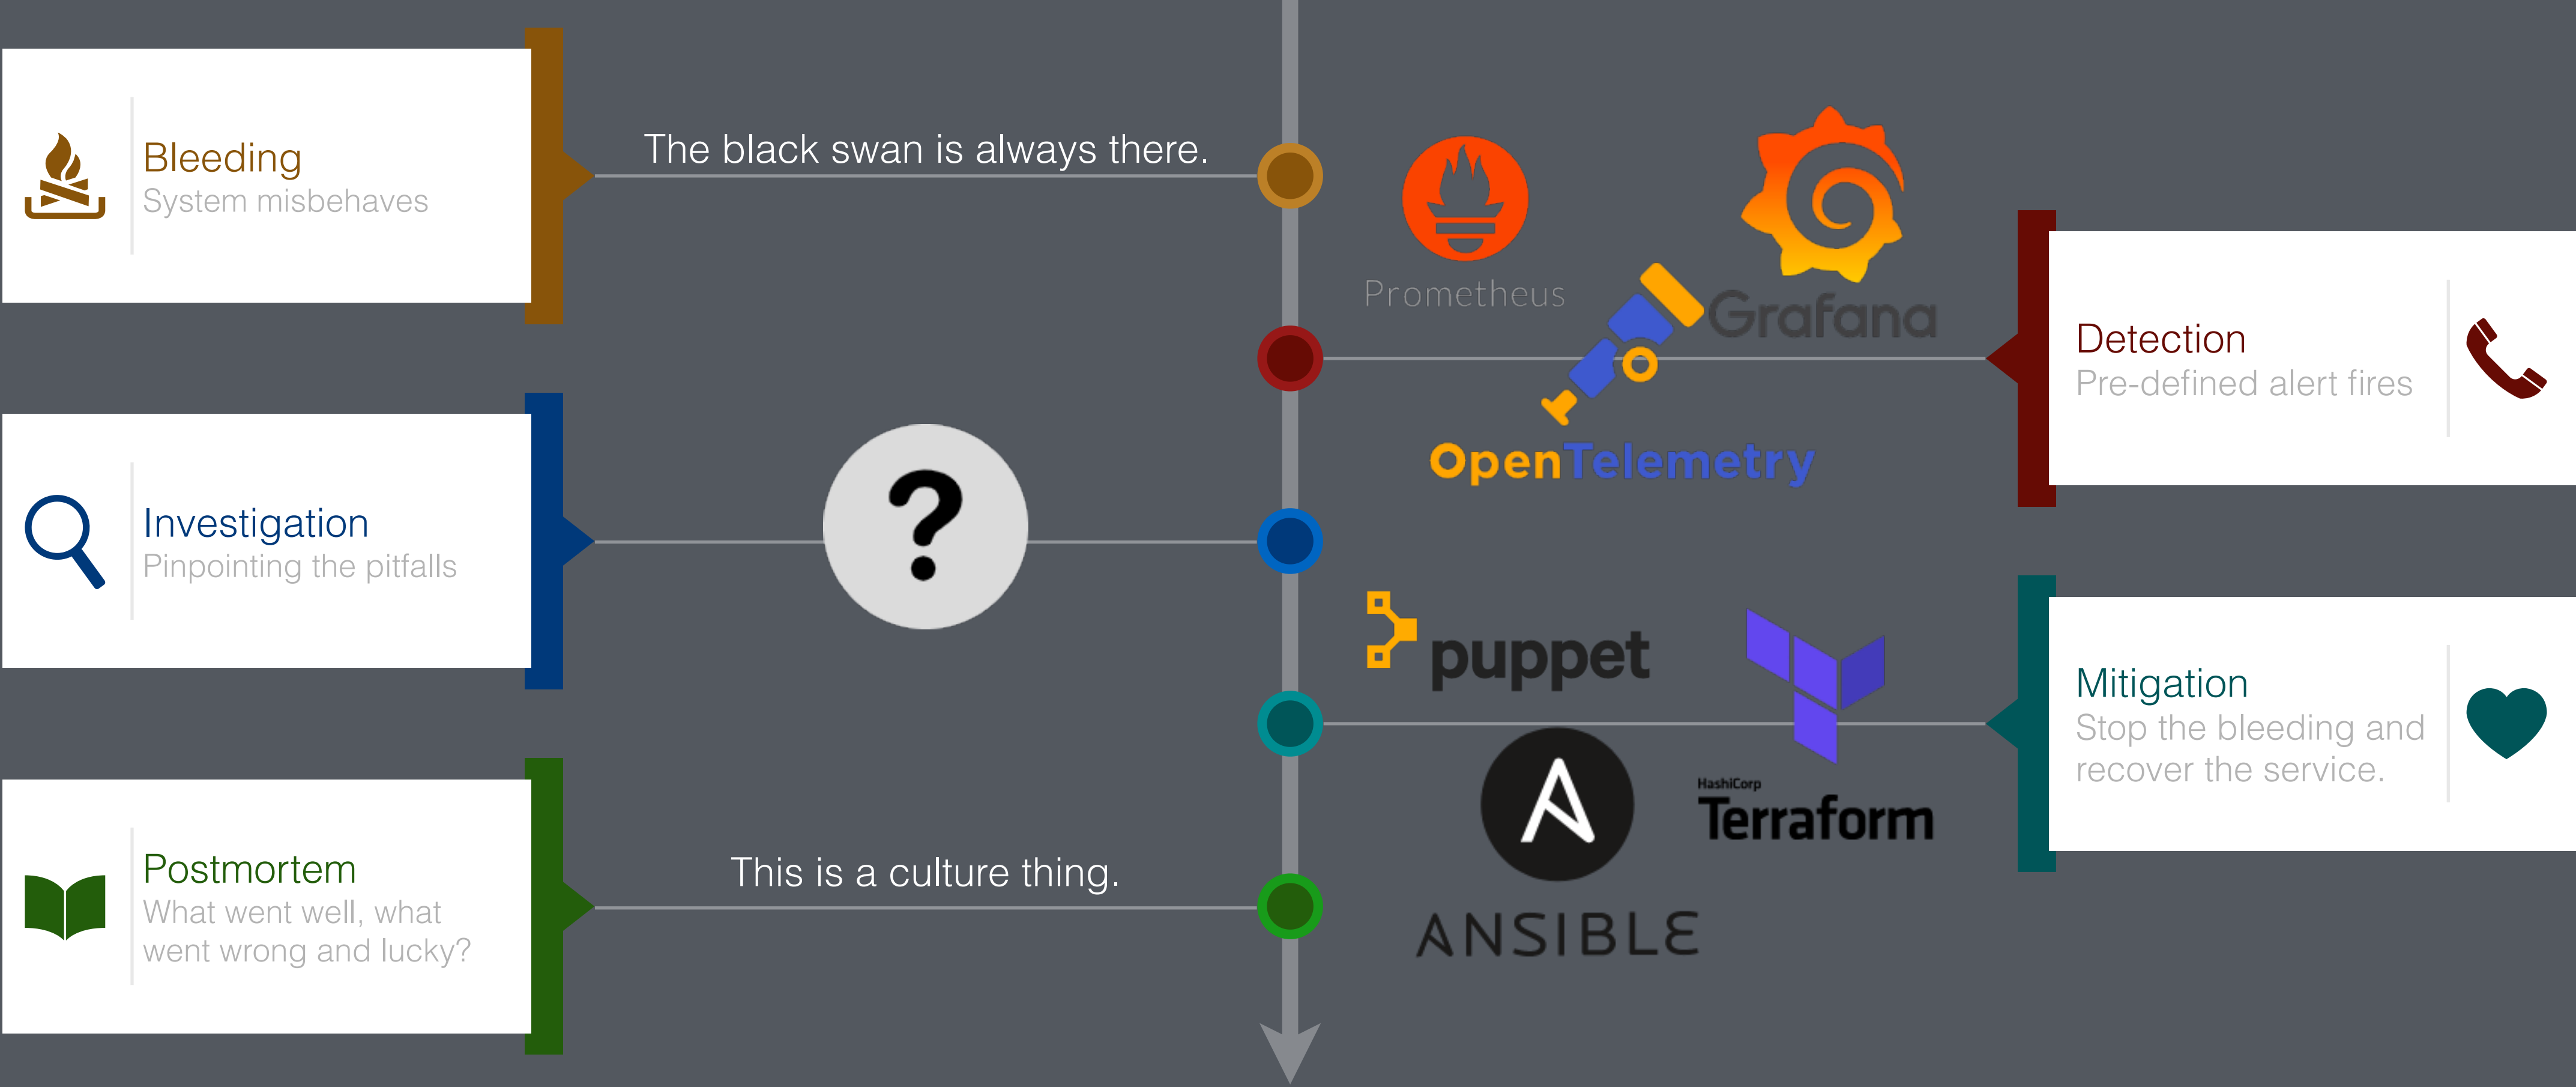 Bleeding
System misbehaves
The black swan is always there.
Prometheus
Grafana
OpenTelemetry
Detection
Pre-defined alert fires
Investigation
Pinpointing the pitfalls
?
puppet
HashiCorp
Terraform
ANSIBLE
Mitigation
Stop the bleeding and
recover the service.
Postmortem
What went well, what
went wrong and lucky?
This is a culture thing.